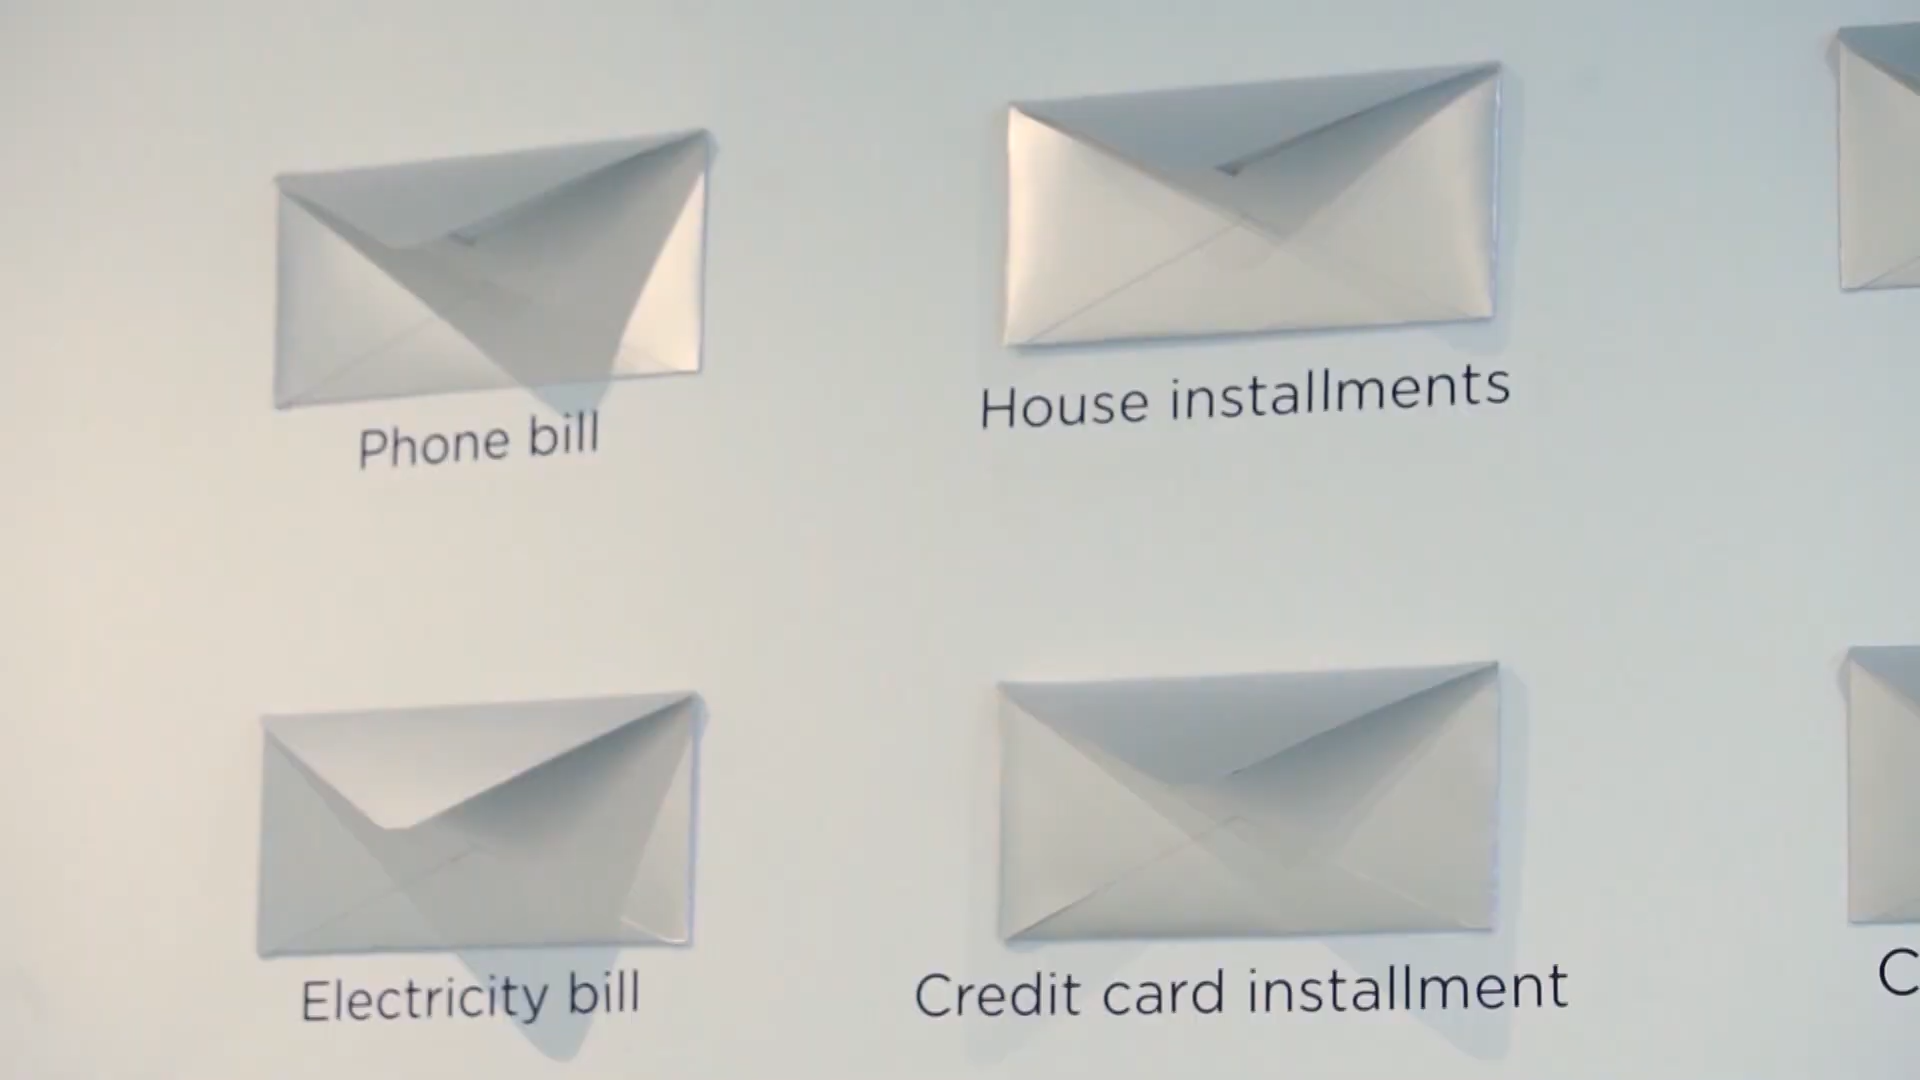 Phone bill
House installments
Electricity bill
Credit card installment